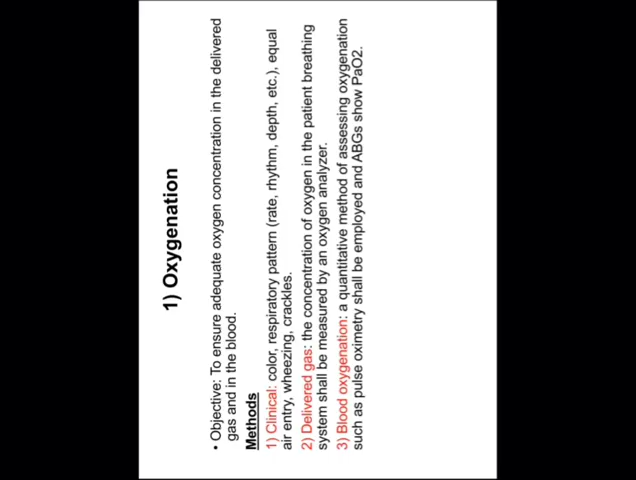 1) Oxygenation
• Objective: To ensure adequate oxygen concentration in the delivered
gas and in the blood.
Methods
1) Clinical: color, respiratory pattern (rate, rhythm, depth, etc.), equal
air entry, wheezing, crackles.
2) Delivered gas: the concentration of oxygen in the patient breathing
system shall be measured by an oxygen analyzer.
3) Blood oxygenation: a quantitative method of assessing oxygenation
such as pulse oximetry shall be employed and ABGs show PaO2.